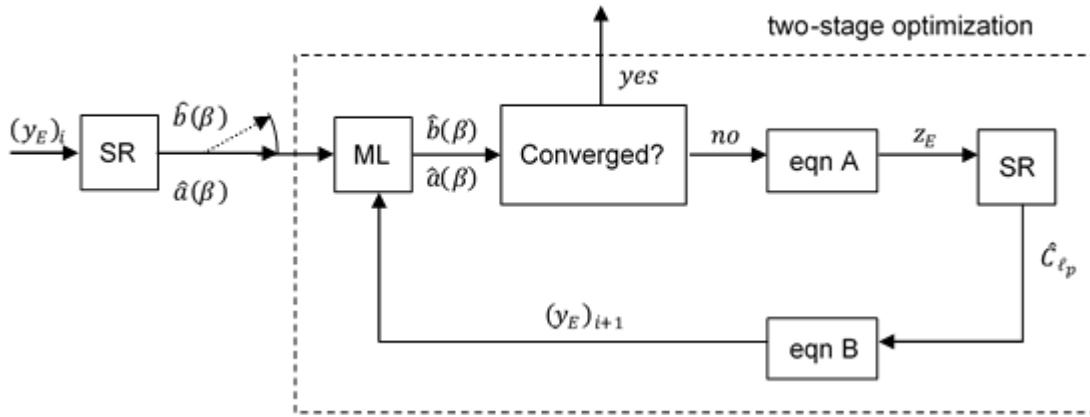 two-stage optimization
yes
(y_E)_i
SR
b̂(β)
â(β)
ML
b̂(β)
â(β)
Converged?
no
eqn A
z_E
SR
Ĉ_{ℓ_p}
(y_E)_{i+1}
eqn B